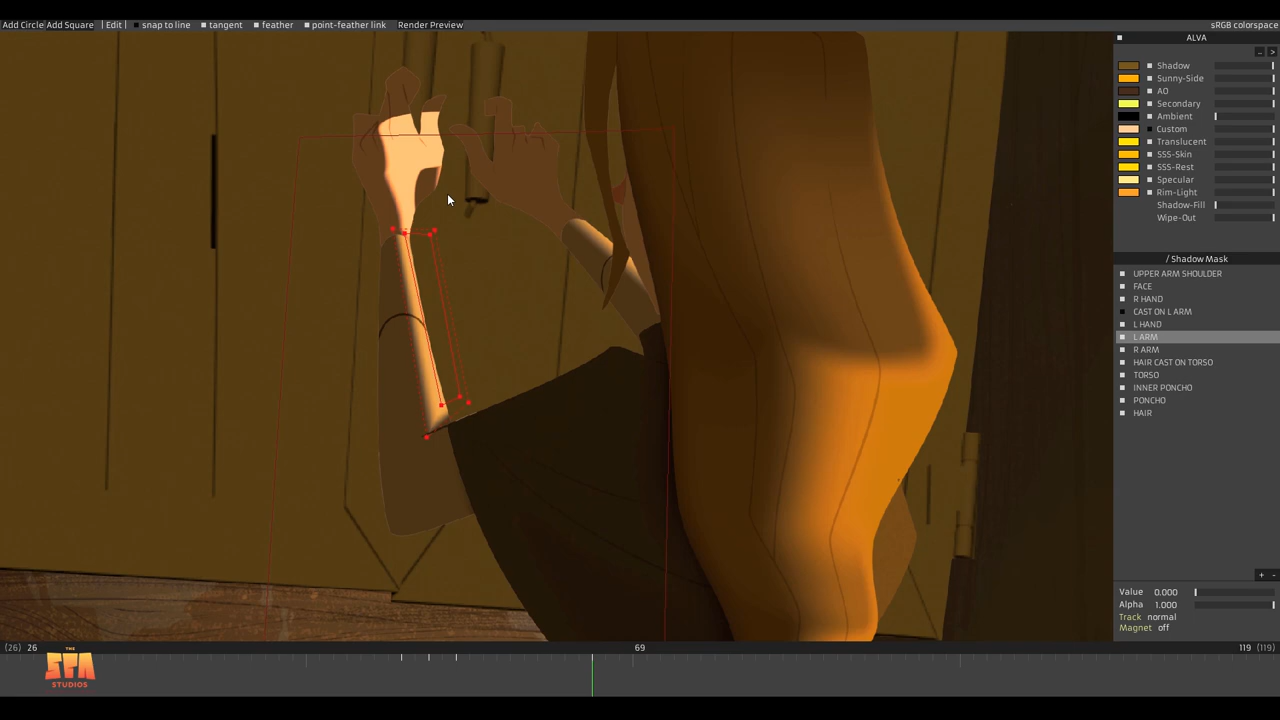 Add Circle Add Square | Edit | snap to line tangent feather point-feather link Render Preview sRGB colorspace
ALVA
.. >
Shadow
Sunny-Side
AO
Secondary
Ambient
Custom
Translucent
SSS-Skin
SSS-Rest
Specular
Rim-Light
Shadow-Fill
Wipe-Out
/ Shadow Mask
UPPER ARM SHOULDER
FACE
R HAND
CAST ON L ARM
L HAND
L ARM
R ARM
HAIR CAST ON TORSO
TORSO
INNER PONCHO
PONCHO
HAIR
+ -
Value 0.000
Alpha 1.000
Track normal
Magnet off
(26) 26 69 119 (119)
THE
SPA
STUDIOS